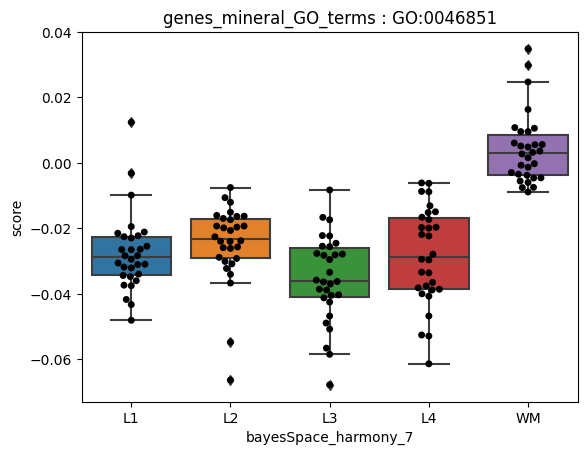 genes_mineral_GO_terms : GO:0046851
0.04
0.02
0.00
−0.02
−0.04
−0.06
score
L1 L2 L3 L4 WM
bayesSpace_harmony_7